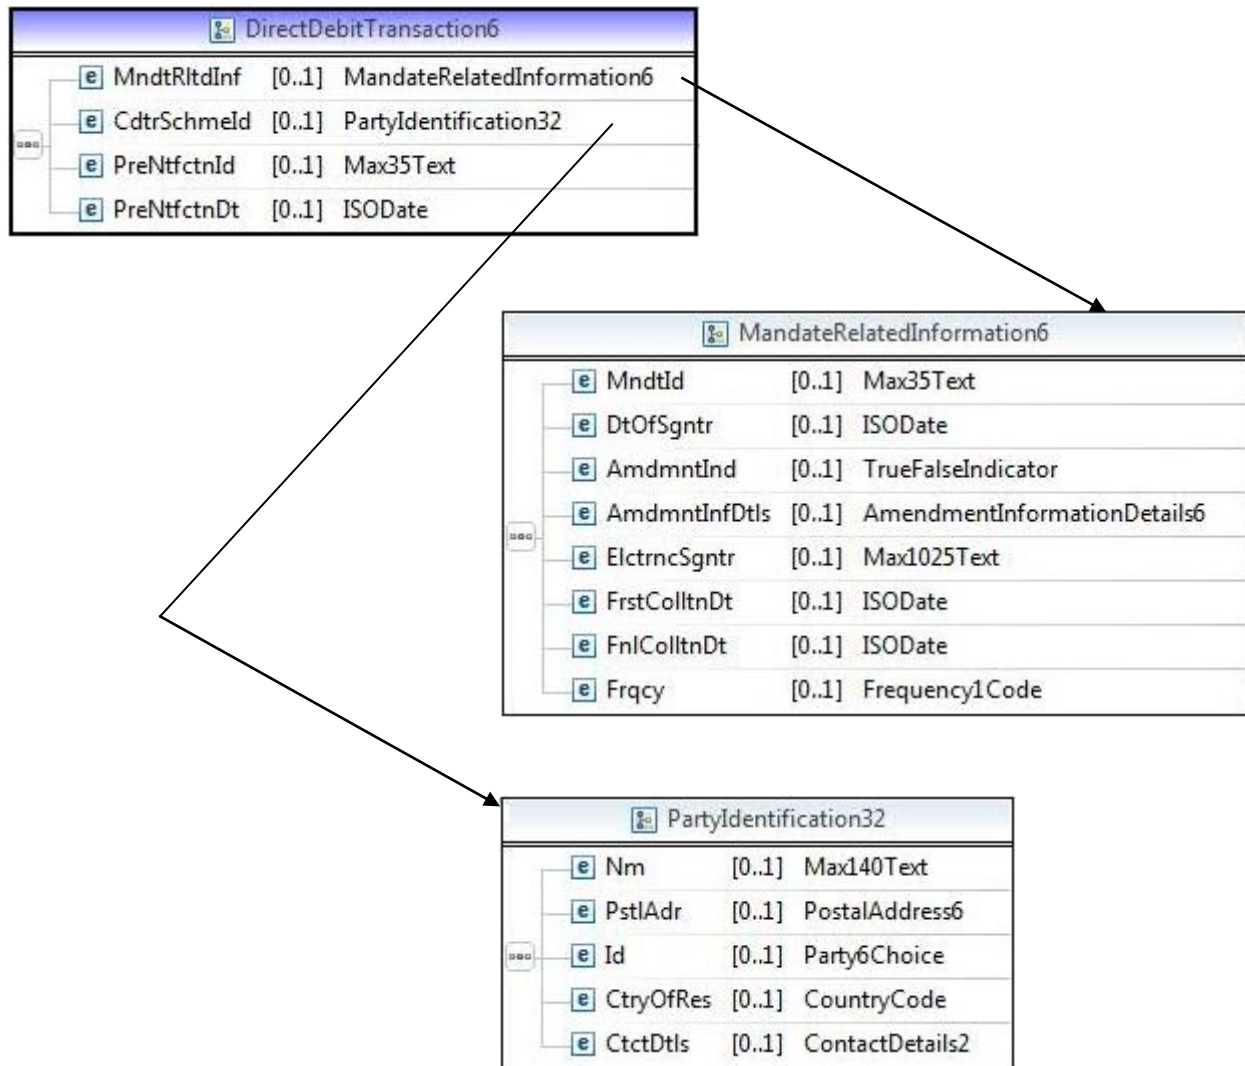 DirectDebitTransaction6
e MndtRltdInf [0..1] MandateRelatedInformation6
e CdtrSchmeId [0..1] PartyIdentification32
e PreNtfctnId [0..1] Max35Text
e PreNtfctnDt [0..1] ISODate
MandateRelatedInformation6
e MndtId [0..1] Max35Text
e DtOfSgntr [0..1] ISODate
e AmdmntInd [0..1] TrueFalseIndicator
e AmdmntInfDtls [0..1] AmendmentInformationDetails6
e ElctrncSgntr [0..1] Max1025Text
e FrstColltnDt [0..1] ISODate
e FnlColltnDt [0..1] ISODate
e Frqcy [0..1] Frequency1Code
PartyIdentification32
e Nm [0..1] Max140Text
e PstlAdr [0..1] PostalAddress6
e Id [0..1] Party6Choice
e CtryOfRes [0..1] CountryCode
e CtctDtls [0..1] ContactDetails2